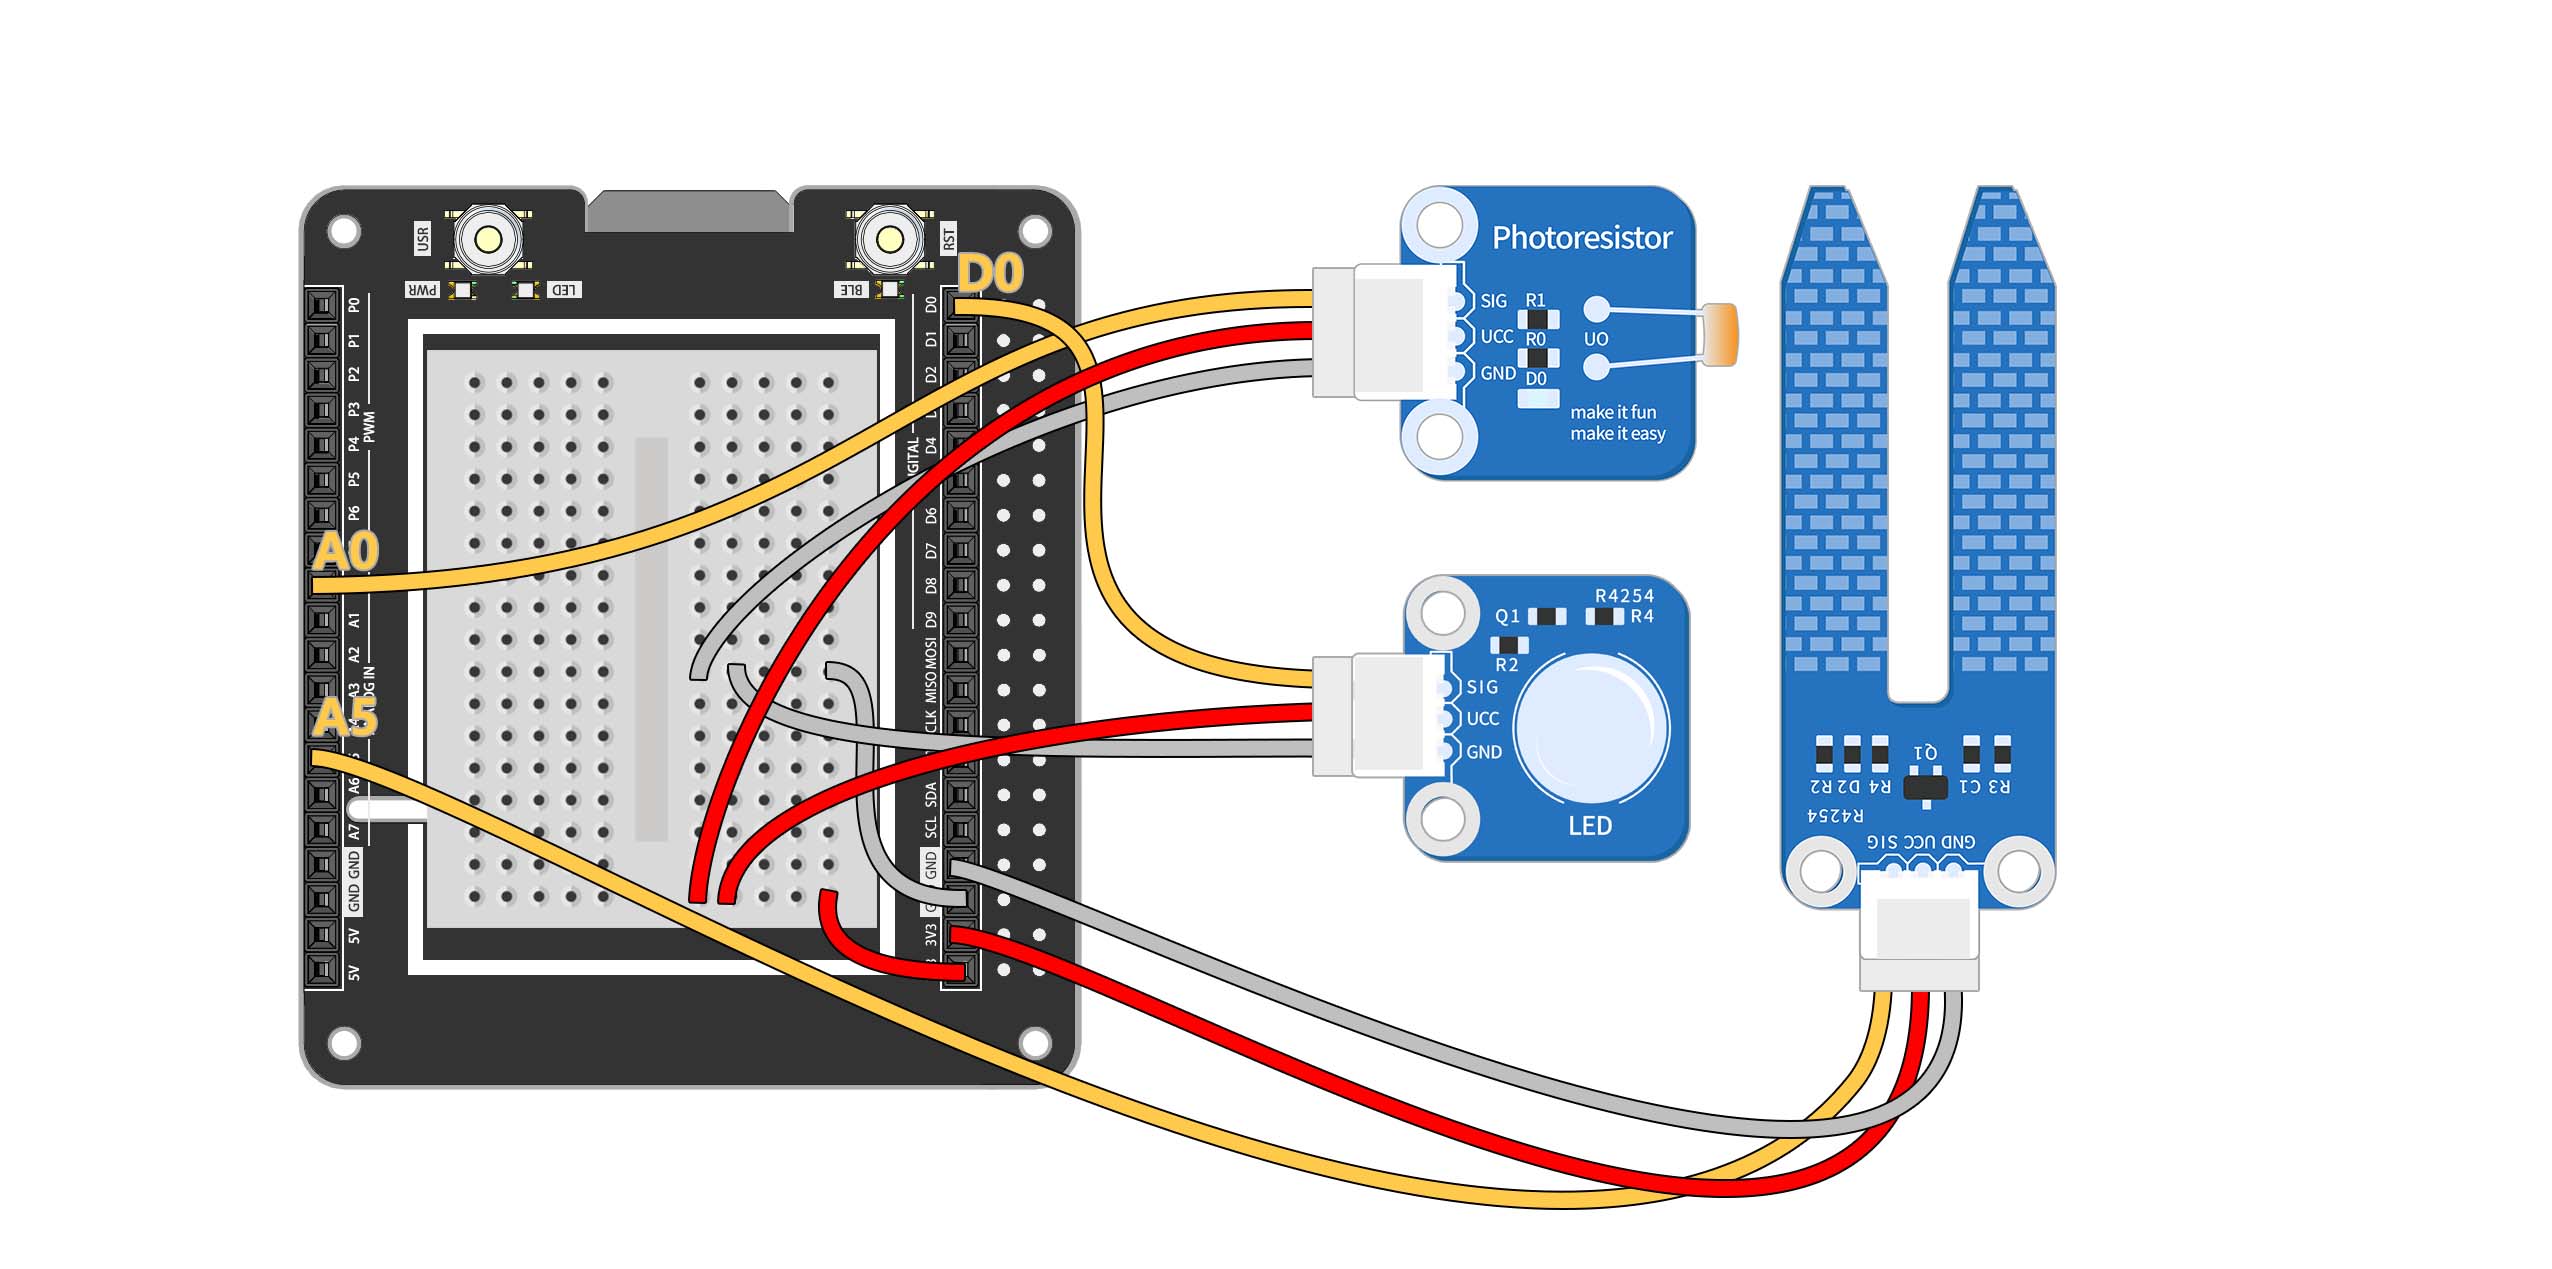 USR
PWR
LED
BLE
RST
D0
P0
P1
P2
P3
P4
P5
P6
PWM
A0
A1
A2
A3
A5
A6
A7
GND
GND
5V
5V
D0
D1
D2
D4
D6
D7
D8
D9
MOSI
MISO
CLK
SDA
SCL
GND
3V3
Photoresistor
SIG
UCC
GND
R1
R0
D0
UO
make it fun
make it easy
R4254
Q1
R4
R2
SIG
UCC
GND
LED
Q1
R2 D2 R4
C1 R3
R4254
SIG UCC GND